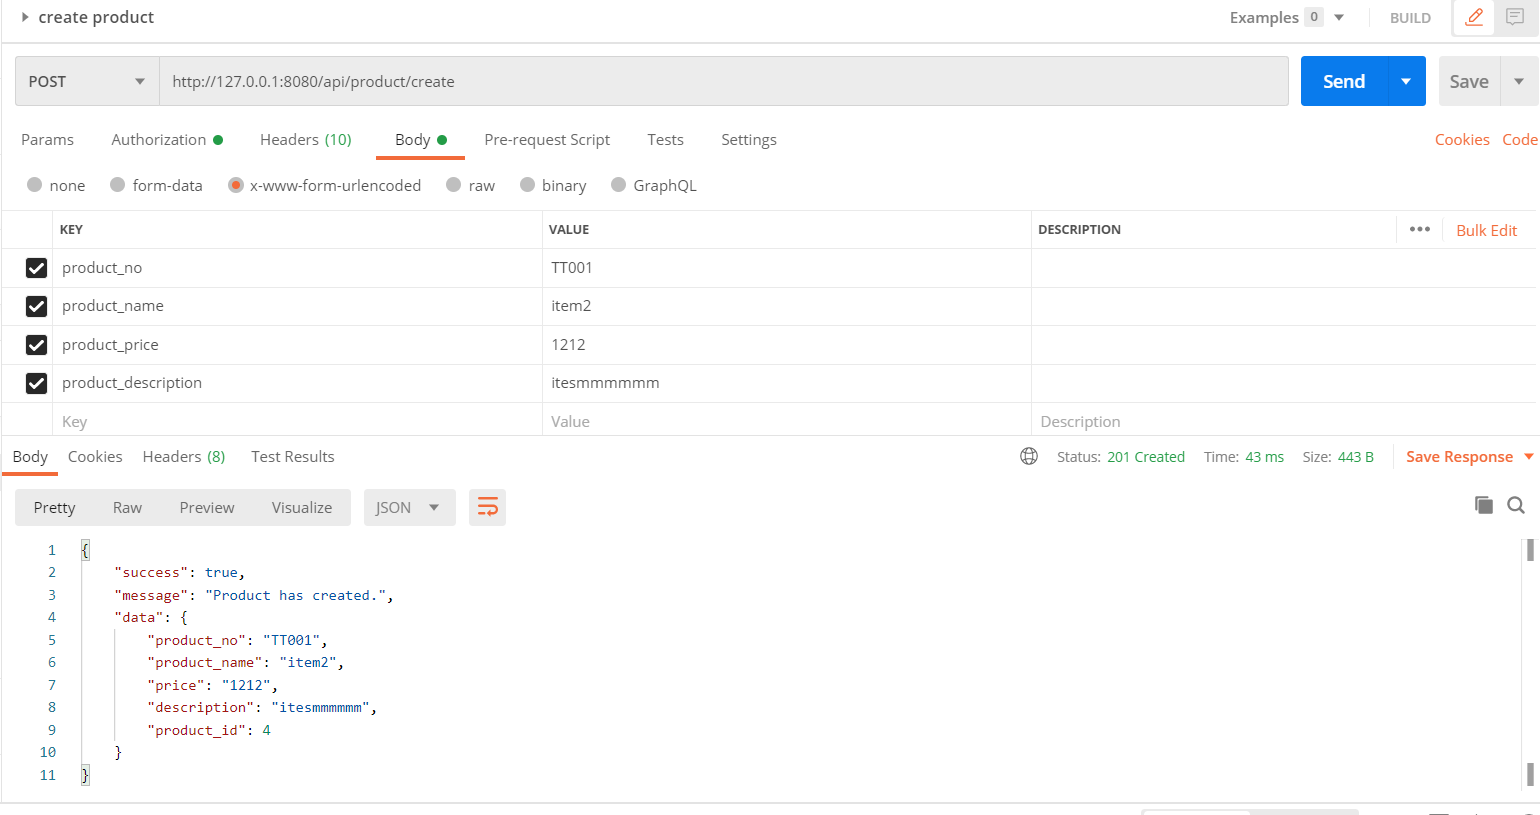 create product Examples 0 BUILD
POST http://127.0.0.1:8080/api/product/create Send Save
Params Authorization Headers (10) Body Pre-request Script Tests Settings Cookies Code
none form-data x-www-form-urlencoded raw binary GraphQL
KEY VALUE DESCRIPTION ••• Bulk Edit
product_no TT001
product_name item2
product_price 1212
product_description itesmmmmmm
Key Value Description
Body Cookies Headers (8) Test Results Status: 201 Created Time: 43 ms Size: 443 B Save Response
Pretty Raw Preview Visualize JSON
1 {
2 "success": true,
3 "message": "Product has created.",
4 "data": {
5 "product_no": "TT001",
6 "product_name": "item2",
7 "price": "1212",
8 "description": "itesmmmmmm",
9 "product_id": 4
10 }
11 }